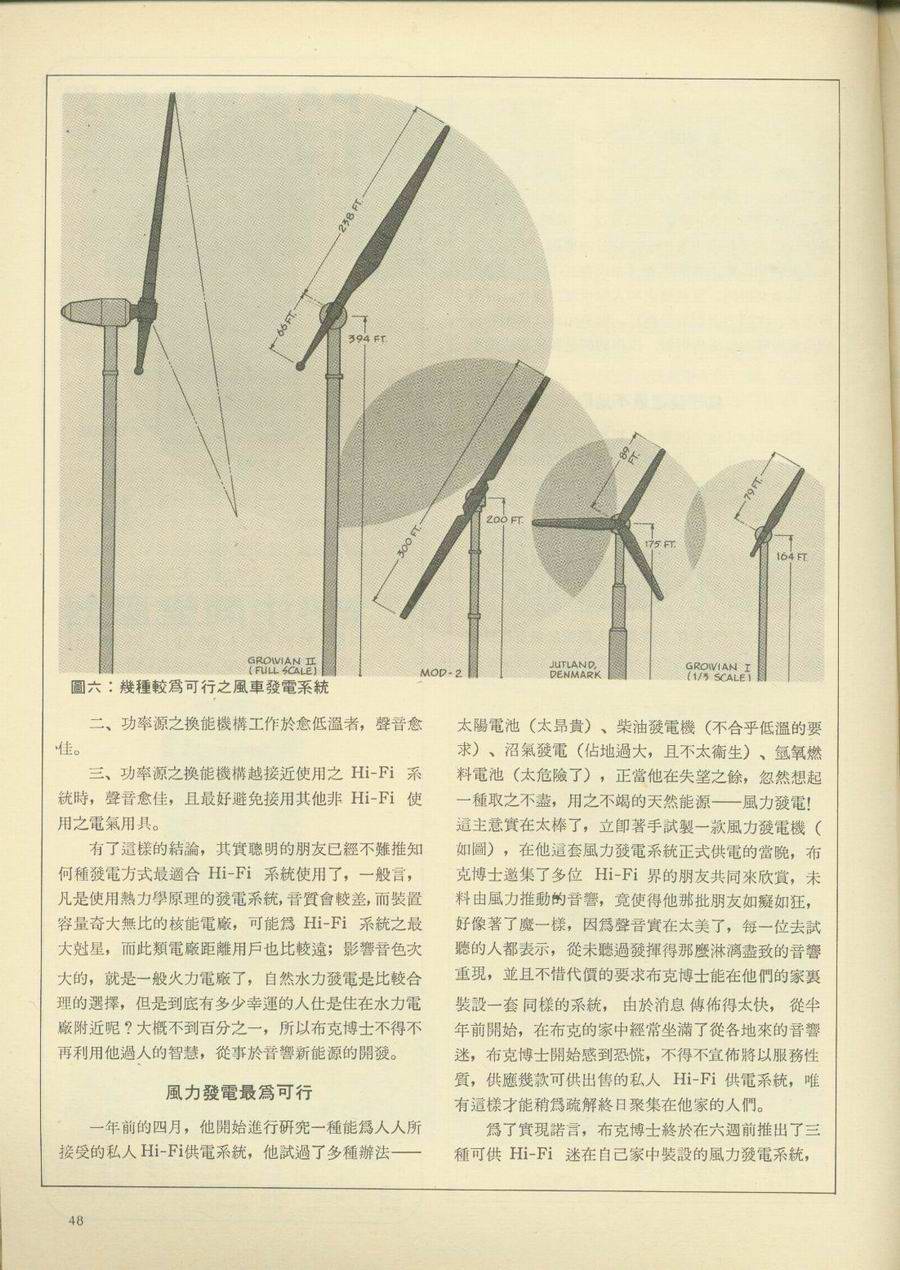 238 FT.
66 FT.
394 FT.
300 FT.
200 FT.
89 FT.
175 FT.
79 FT.
164 FT.
GROWIAN II
(FULL SCALE)
MOD-2
JUTLAND,
DENMARK
GROWIAN I
(1/3 SCALE)
圖六：幾種較爲可行之風車發電系統
二、功率源之換能機構工作於愈低溫者，聲音愈
佳。
三、功率源之換能機構越接近使用之 Hi-Fi 系
統時，聲音愈佳，且最好避免接用其他非 Hi-Fi 使
用之電氣用具。
有了這樣的結論，其實聰明的朋友已經不難推知
何種發電方式最適合 Hi-Fi 系統使用了，一般言，
凡是使用熱力學原理的發電系統，音質會較差，而裝置
容量奇大無比的核能電廠，可能爲 Hi-Fi 系統之最
大尅星，而此類電廠距離用戶也比較遠；影響音色次
大的，就是一般火力電廠了，自然水力發電是比較合
理的選擇，但是到底有多少幸運的人仕是住在水力電
廠附近呢？大概不到百分之一，所以布克博士不得不
再利用他過人的智慧，從事於音響新能源的開發。
風力發電最爲可行
一年前的四月，他開始進行研究一種能爲人人所
接受的私人 Hi-Fi供電系統，他試過了多種辦法——
太陽電池（太昂貴）、柴油發電機（不合乎低溫的要
求）、沼氣發電（佔地過大，且不太衛生）、氫氧燃
料電池（太危險了），正當他在失望之餘，忽然想起
一種取之不盡，用之不竭的天然能源——風力發電！
這主意實在太棒了，立卽著手試製一款風力發電機（
如圖），在他這套風力發電系統正式供電的當晚，布
克博士邀集了多位 Hi-Fi 界的朋友共同來欣賞，未
料由風力推動的音響，竟使得他那批朋友如癡如狂，
好像著了魔一樣，因爲聲音實在太美了，每一位去試
聽的人都表示，從未聽過發揮得那麼淋漓盡致的音響
重現，並且不惜代價的要求布克博士能在他們的家裏
裝設一套同樣的系統，由於消息傳佈得太快，從半
年前開始，在布克的家中經常坐滿了從各地來的音響
迷，布克博士開始感到恐慌，不得不宣佈將以服務性
質，供應幾款可供出售的私人 Hi-Fi 供電系統，唯
有這樣才能稍爲疏解終日聚集在他家的人們。
爲了實現諾言，布克博士終於在六週前推出了三
種可供 Hi-Fi 迷在自己家中裝設的風力發電系統，
48